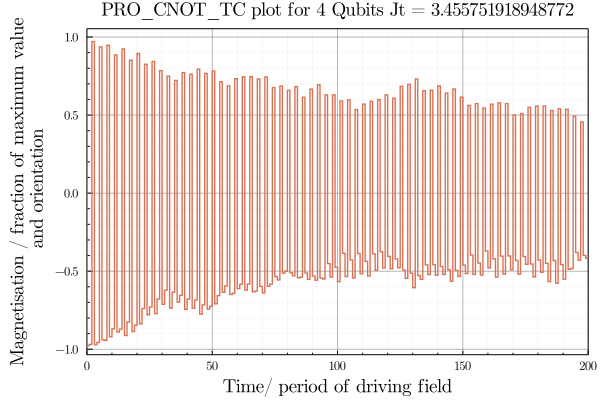 PRO_CNOT_TC plot for 4 Qubits Jt = 3.455751918948772
Magnetisation / fraction of maximum value
and orientation
1.0
0.5
0.0
−0.5
−1.0
0 50 100 150 200
Time/ period of driving field